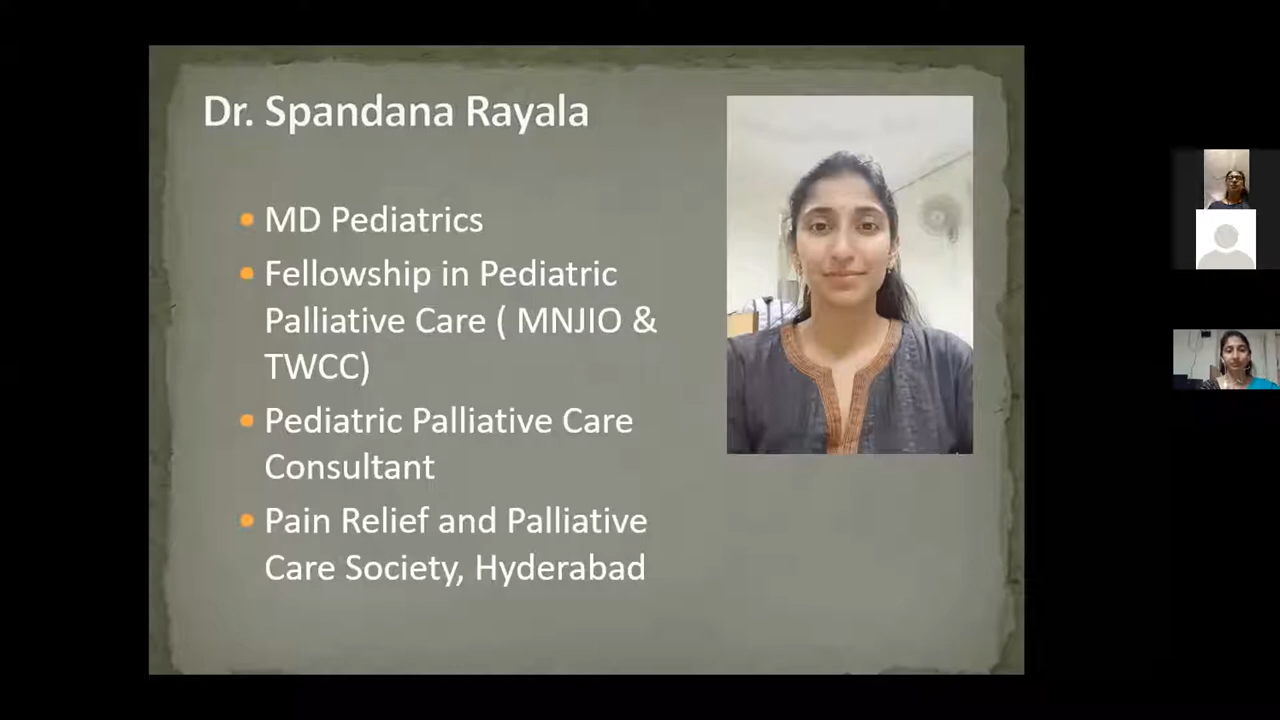 Dr. Spandana Rayala
• MD Pediatrics
• Fellowship in Pediatric
Palliative Care ( MNJIO &
TWCC)
• Pediatric Palliative Care
Consultant
• Pain Relief and Palliative
Care Society, Hyderabad